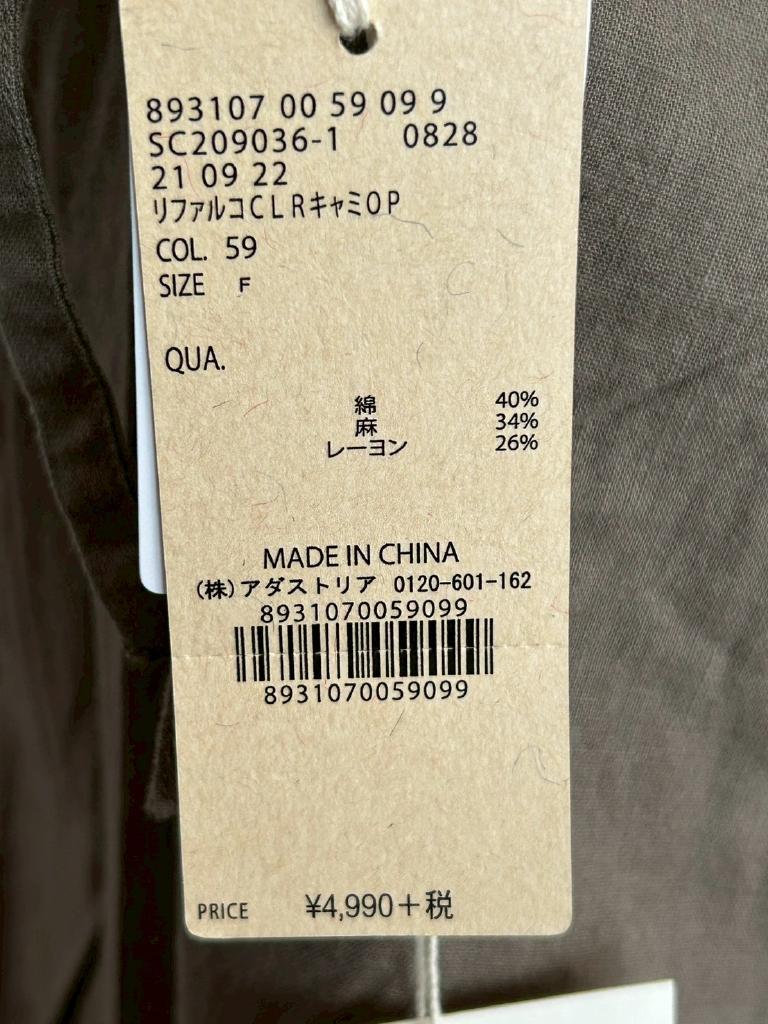 893107 00 59 09 9
SC209036-1 0828
21 09 22
リファルコCLRキャミOP
COL. 59
SIZE F
QUA.
綿 40%
麻 34%
レーヨン 26%
MADE IN CHINA
(株)アダストリア 0120-601-162
8931070059099
8931070059099
PRICE ¥4,990+税